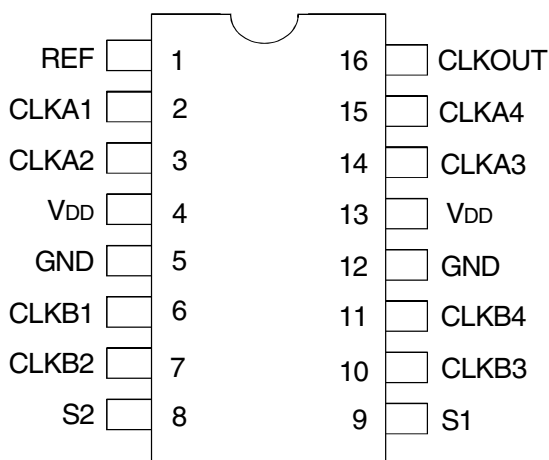 REF 1 16 CLKOUT
CLKA1 2 15 CLKA4
CLKA2 3 14 CLKA3
VDD 4 13 VDD
GND 5 12 GND
CLKB1 6 11 CLKB4
CLKB2 7 10 CLKB3
S2 8 9 S1